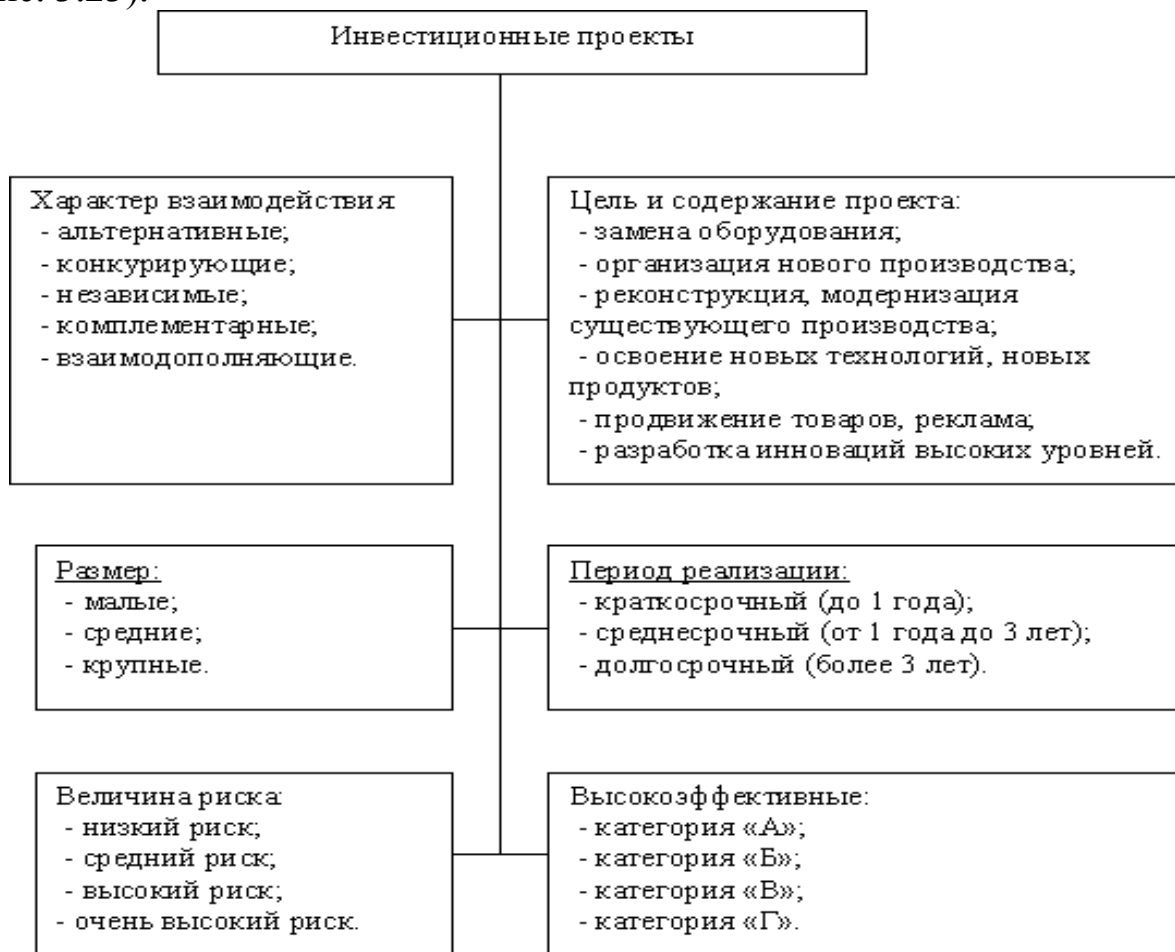 ис. 3.23).
Инвестиционные проекты
Характер взаимодействия:
- альтернативные;
- конкурирующие;
- независимые;
- комплементарные;
- взаимодополняющие.
Цель и содержание проекта:
- замена оборудования;
- организация нового производства;
- реконструкция, модернизация
существующего производства;
- освоение новых технологий, новых
продуктов;
- продвижение товаров, реклама;
- разработка инноваций высоких уровней.
Размер:
- малые;
- средние;
- крупные.
Период реализации:
- краткосрочный (до 1 года);
- среднесрочный (от 1 года до 3 лет);
- долгосрочный (более 3 лет).
Величина риска:
- низкий риск;
- средний риск;
- высокий риск;
- очень высокий риск.
Высокоэффективные:
- категория «А»;
- категория «Б»;
- категория «В»;
- категория «Г».